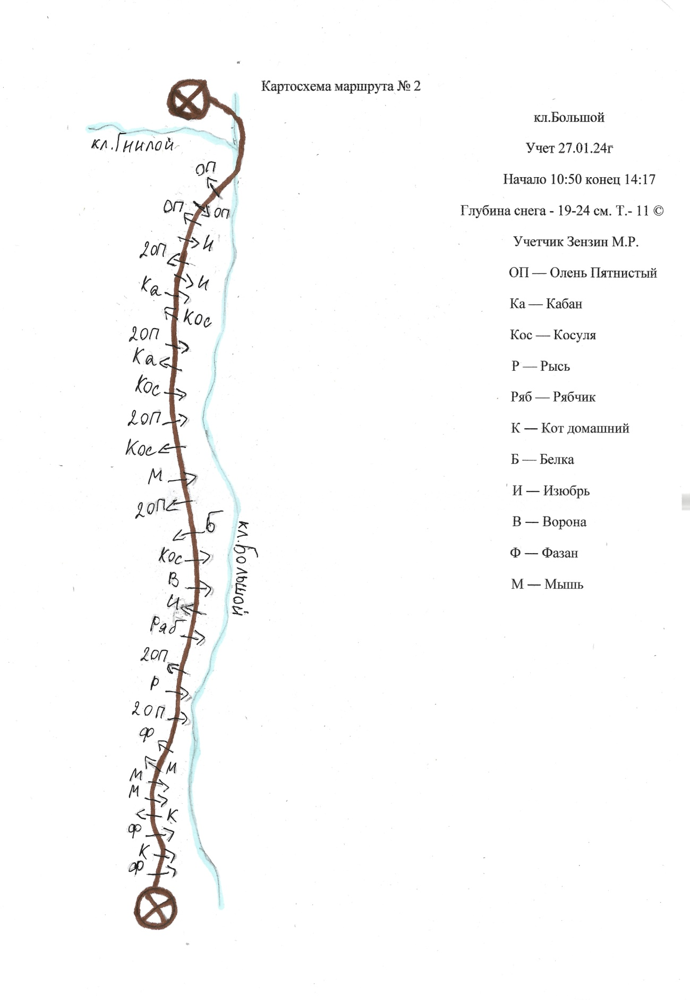 Картосхема маршрута № 2
кл.Большой
Учет 27.01.24г
Начало 10:50 конец 14:17
Глубина снега - 19-24 см. Т.- 11 ©
Учетчик Зензин М.Р.
ОП — Олень Пятнистый
Ка — Кабан
Кос — Косуля
Р — Рысь
Ряб — Рябчик
К — Кот домашний
Б — Белка
И — Изюбрь
В — Ворона
Ф — Фазан
М — Мышь
кл.Гнилой
ОП
ОП
ОП
И
2ОП
И
Ка
Кос
2ОП
Ка
Кос
2ОП
Кос
М
2ОП
Б
кл.Большой
Кос
В
И
Ряб
2ОП
Р
2ОП
Ф
М
М
М
К
Ф
К
Ф